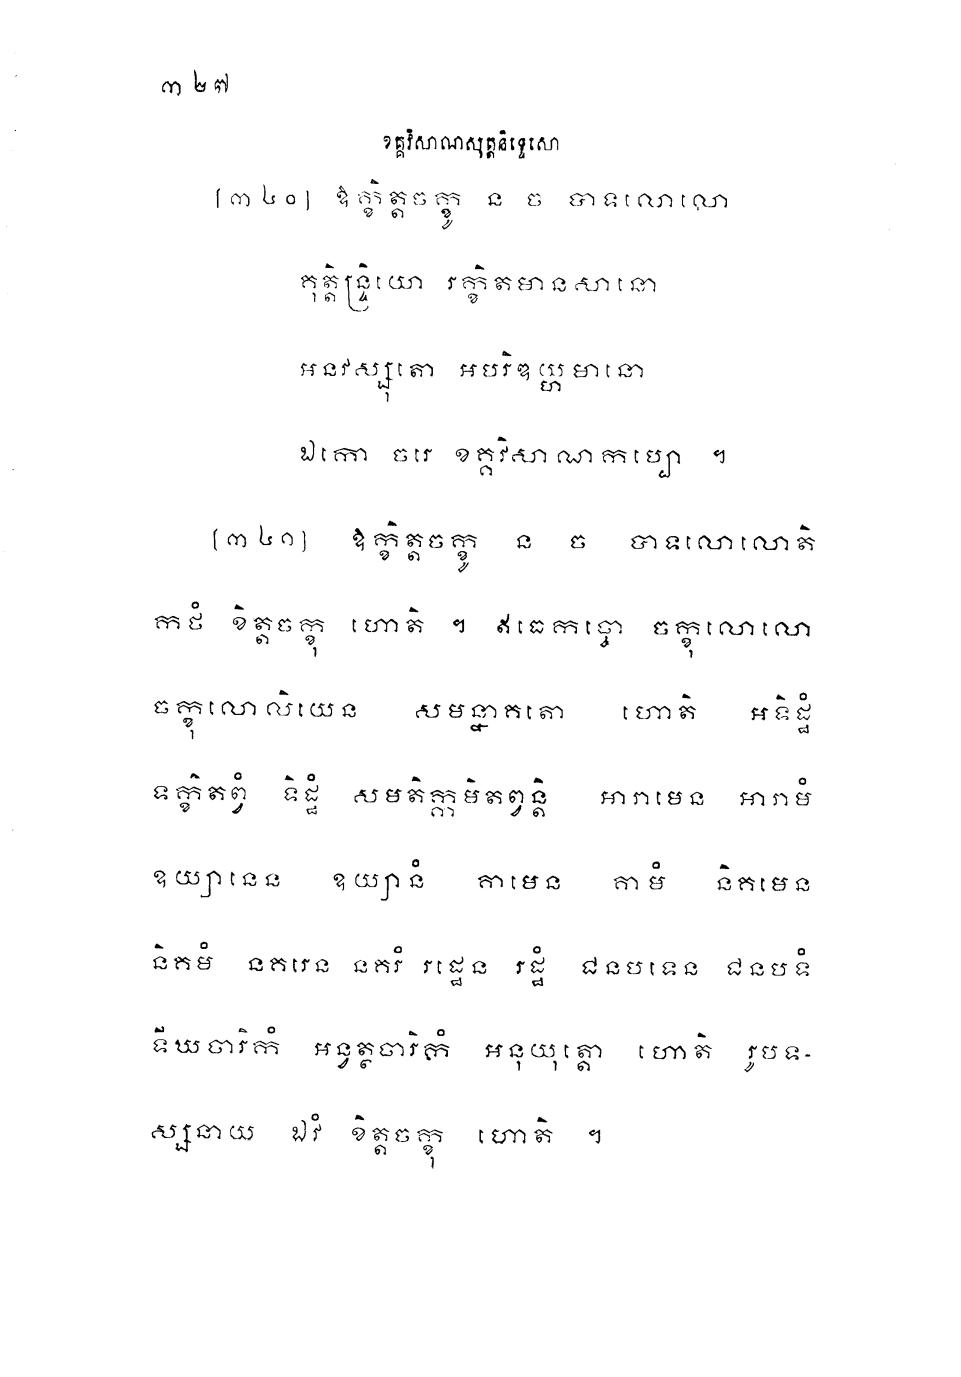 ៣២៧
ខគ្គវិសាណសុត្តនិទ្ទេសោ
[៣៤០] ឱក្ខិត្តចក្ខូ ន ច បាទលោលោ
គុត្តិន្ទ្រិយោ រក្ខិតមានសានោ
អនវស្សុតោ អបរិឌយ្ហមានោ
ឯកោ ចរេ ខគ្គវិសាណកប្បោ ។
[៣៤១] ឱក្ខិត្តចក្ខូ ន ច បាទលោលោតិ
កថំ ខិត្តចក្ខុ ហោតិ ។ ឥធេកច្ចោ ចក្ខុលោលោ
ចក្ខុលោលិយេន សមន្នាគតោ ហោតិ អទិដ្ឋំ
ទក្ខិតព្វំ ទិដ្ឋំ សមតិក្កមិតព្វន្តិ អារាមេន អារាមំ
ឧយ្យានេន ឧយ្យានំ គាមេន គាមំ និគមេន
និគមំ នគរេន នគរំ រដ្ឋេន រដ្ឋំ ជនបទេន ជនបទំ
ទីឃចារិកំ អនវត្ថចារិកំ អនុយុត្តោ ហោតិ រូបទ-
ស្សនាយ ឯវំ ខិត្តចក្ខុ ហោតិ ។